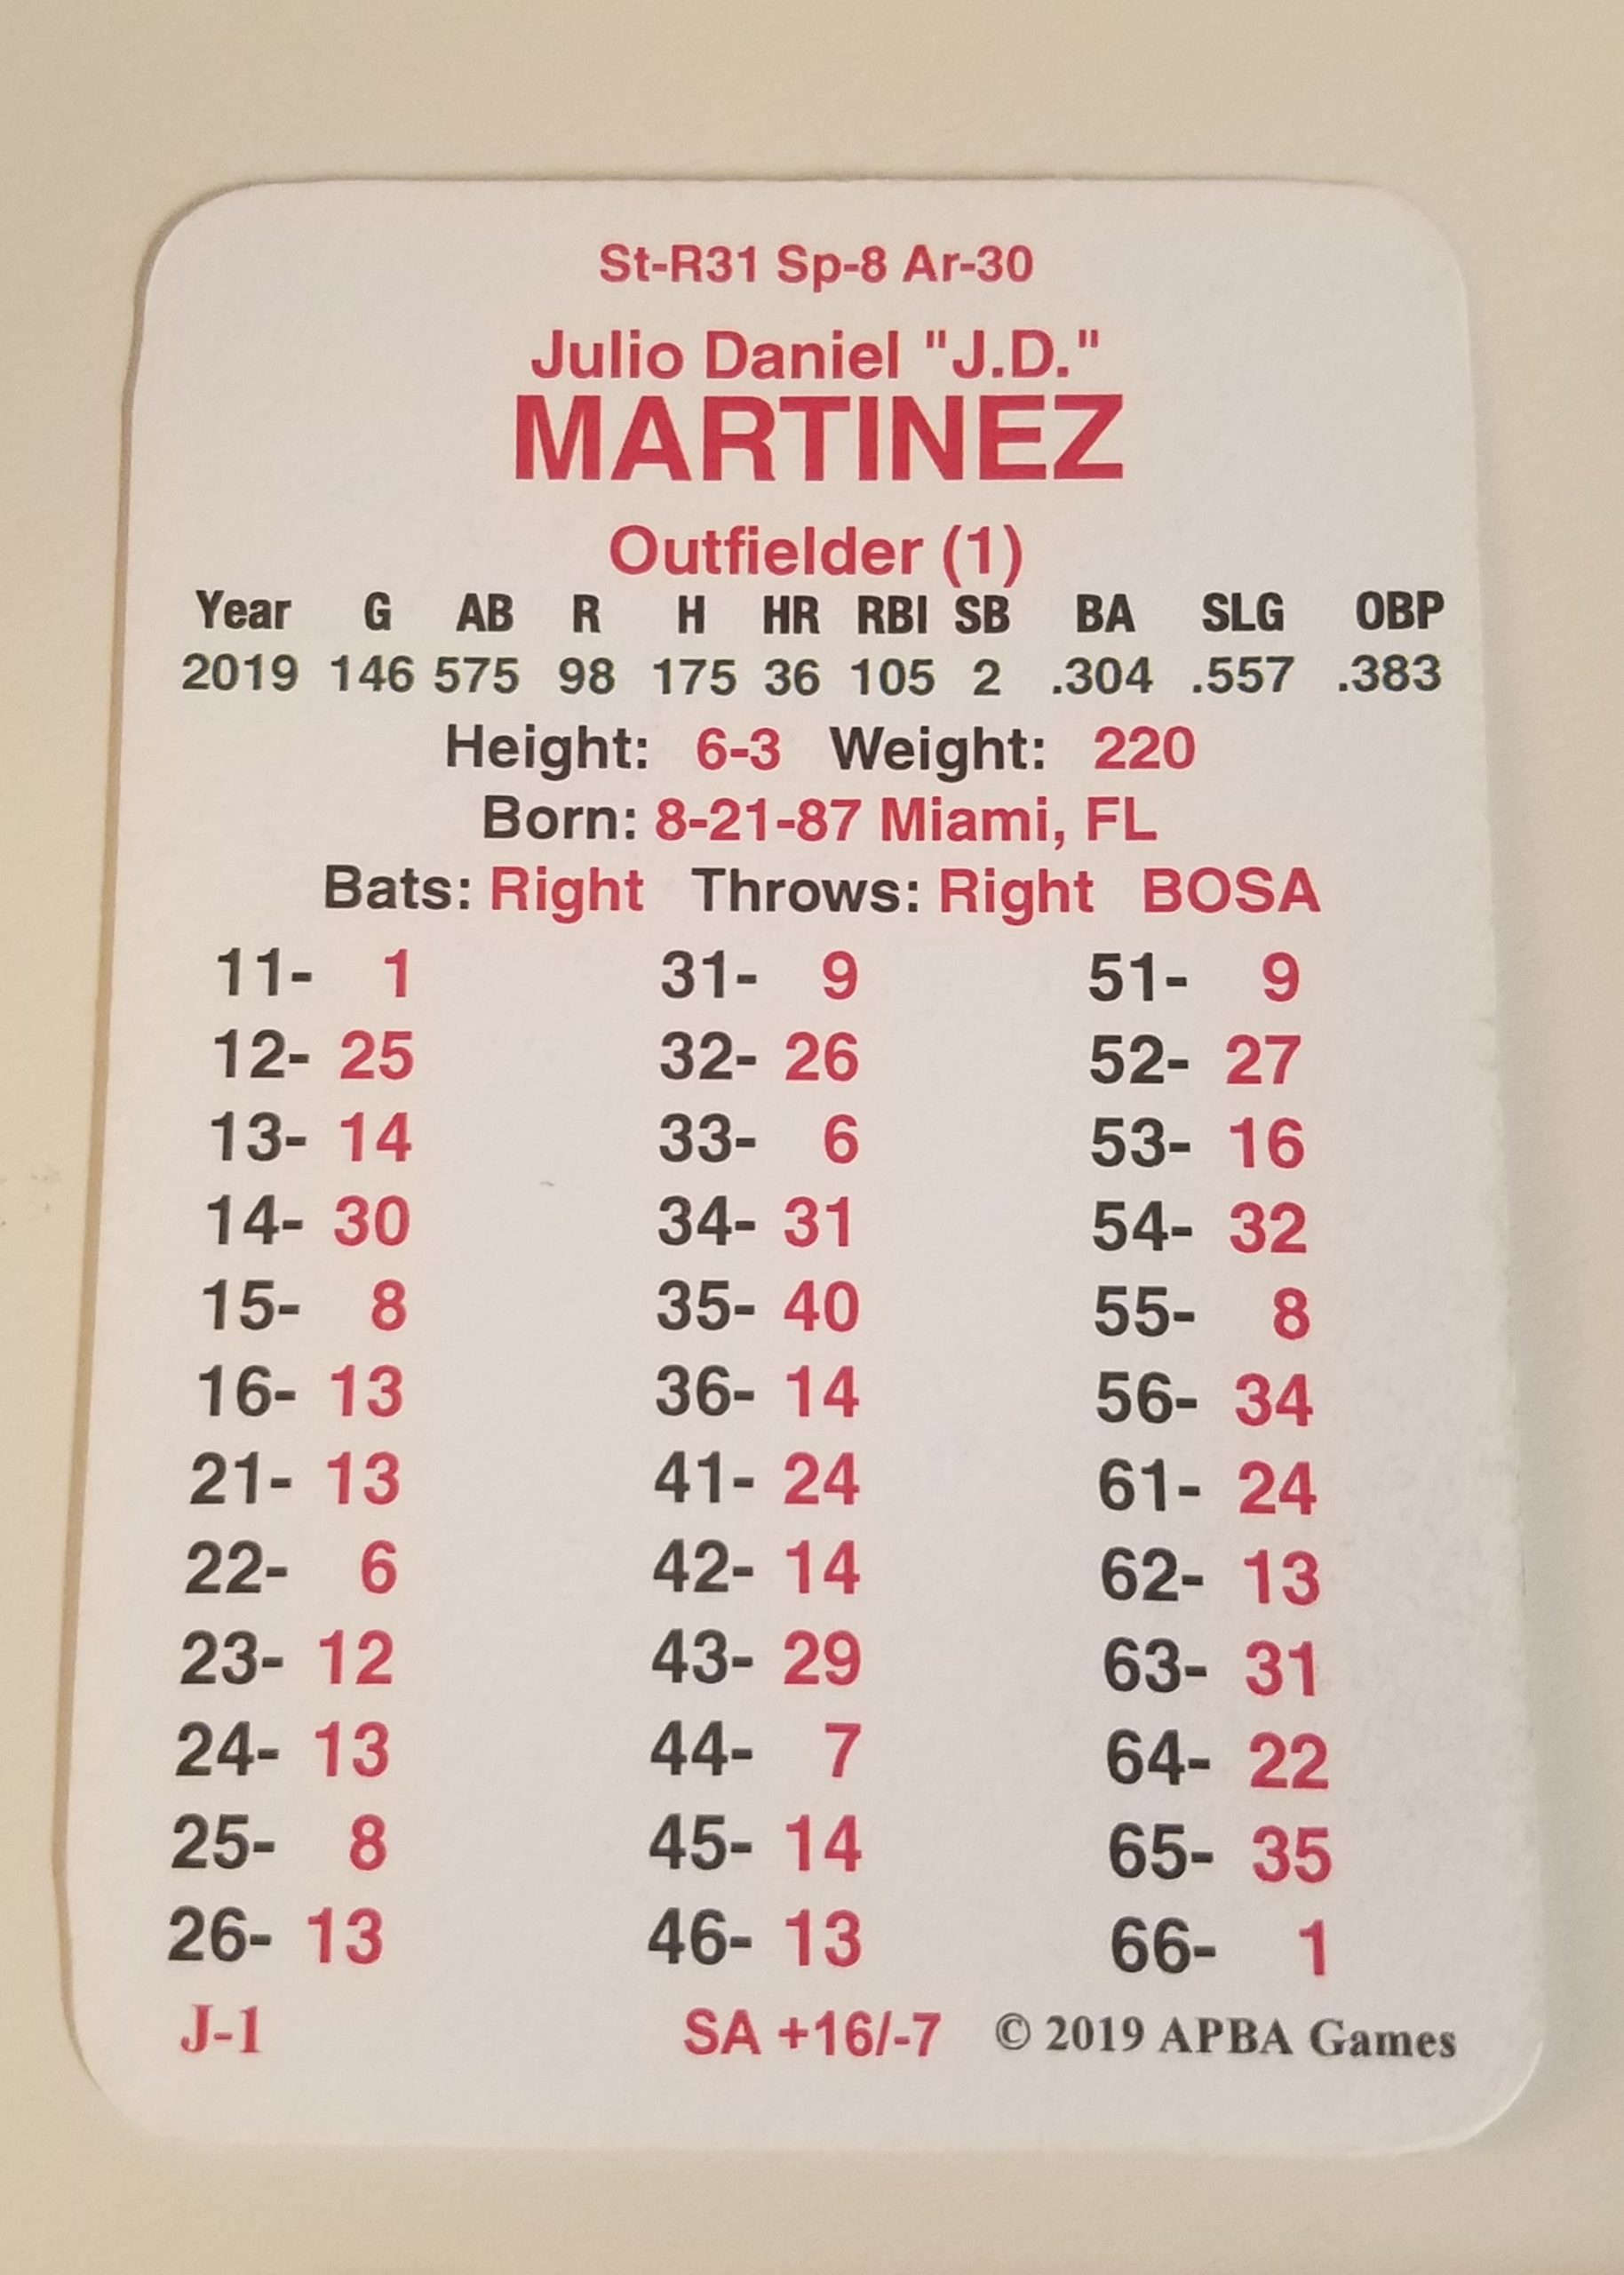 St-R31 Sp-8 Ar-30
Julio Daniel "J.D."
MARTINEZ
Outfielder (1)
Year G AB R H HR RBI SB BA SLG OBP
2019 146 575 98 175 36 105 2 .304 .557 .383
Height: 6-3 Weight: 220
Born: 8-21-87 Miami, FL
Bats: Right Throws: Right BOSA
11- 1 31- 9 51- 9
12- 25 32- 26 52- 27
13- 14 33- 6 53- 16
14- 30 34- 31 54- 32
15- 8 35- 40 55- 8
16- 13 36- 14 56- 34
21- 13 41- 24 61- 24
22- 6 42- 14 62- 13
23- 12 43- 29 63- 31
24- 13 44- 7 64- 22
25- 8 45- 14 65- 35
26- 13 46- 13 66- 1
J-1 SA +16/-7 © 2019 APBA Games